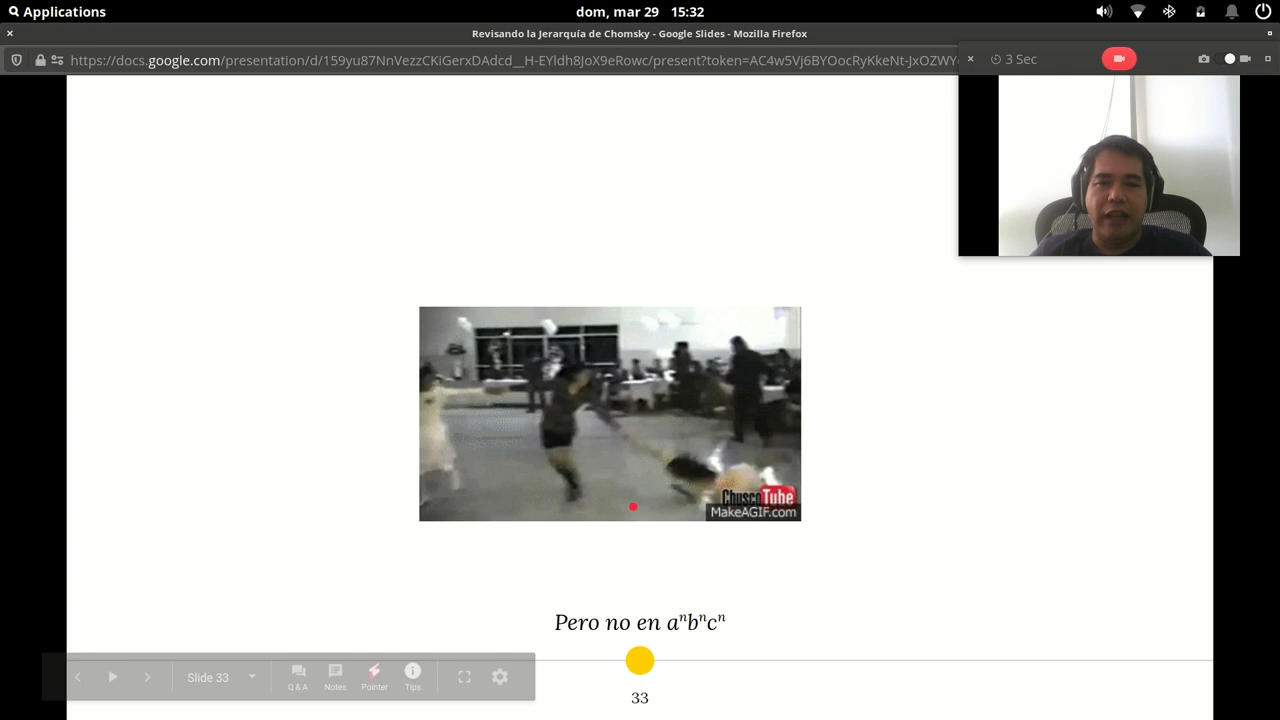 Applications
dom, mar 29 15:32
Revisando la Jerarquía de Chomsky - Google Slides - Mozilla Firefox
https://docs.google.com/presentation/d/159yu87NnVezzCKiGerxDAdcd__H-EYldh8JoX9eRowc/present?token=AC4w5Vj6BYOocRyKkeNt-JxOZWY
3 Sec
ChuscoTube
MakeAGIF.com
Pero no en aⁿbⁿcⁿ
Slide 33
Q & A
Notes
Pointer
Tips
33